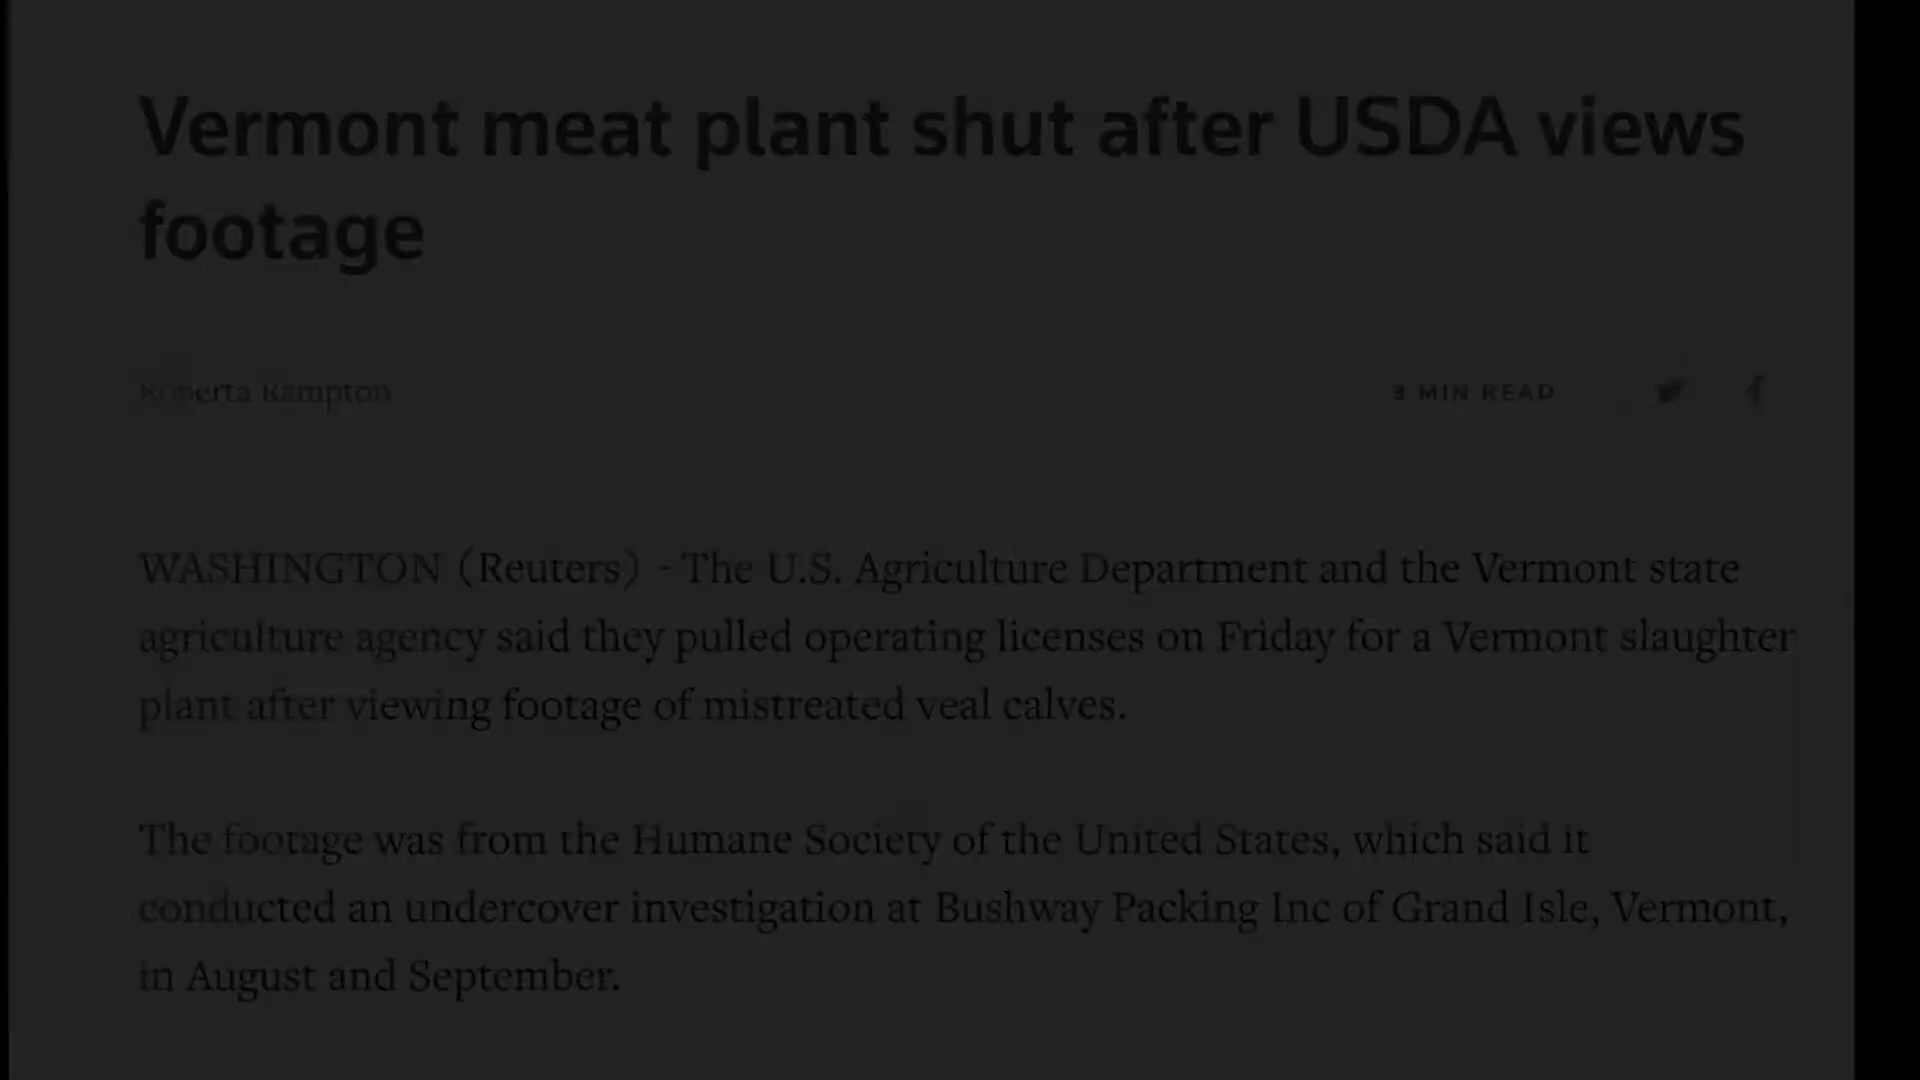 Vermont meat plant shut after USDA views
footage
Roberta Rampton
3 MIN READ
WASHINGTON (Reuters) - The U.S. Agriculture Department and the Vermont state
agriculture agency said they pulled operating licenses on Friday for a Vermont slaughter
plant after viewing footage of mistreated veal calves.
The footage was from the Humane Society of the United States, which said it
conducted an undercover investigation at Bushway Packing Inc of Grand Isle, Vermont,
in August and September.